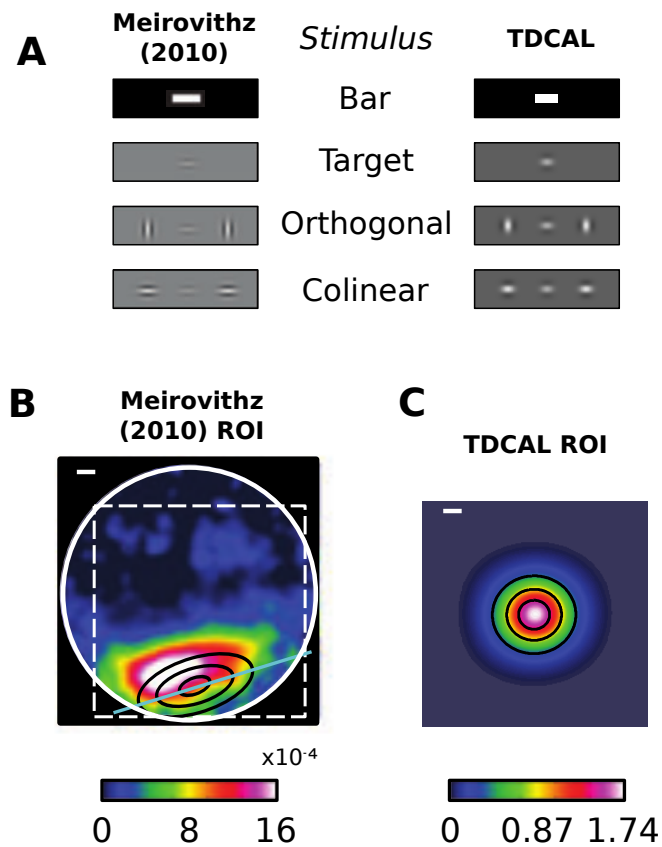 A
Meirovithz
(2010)
Stimulus
TDCAL
Bar
Target
Orthogonal
Colinear
B
Meirovithz
(2010) ROI
C
TDCAL ROI
x10⁻⁴
0 8 16
0 0.87 1.74